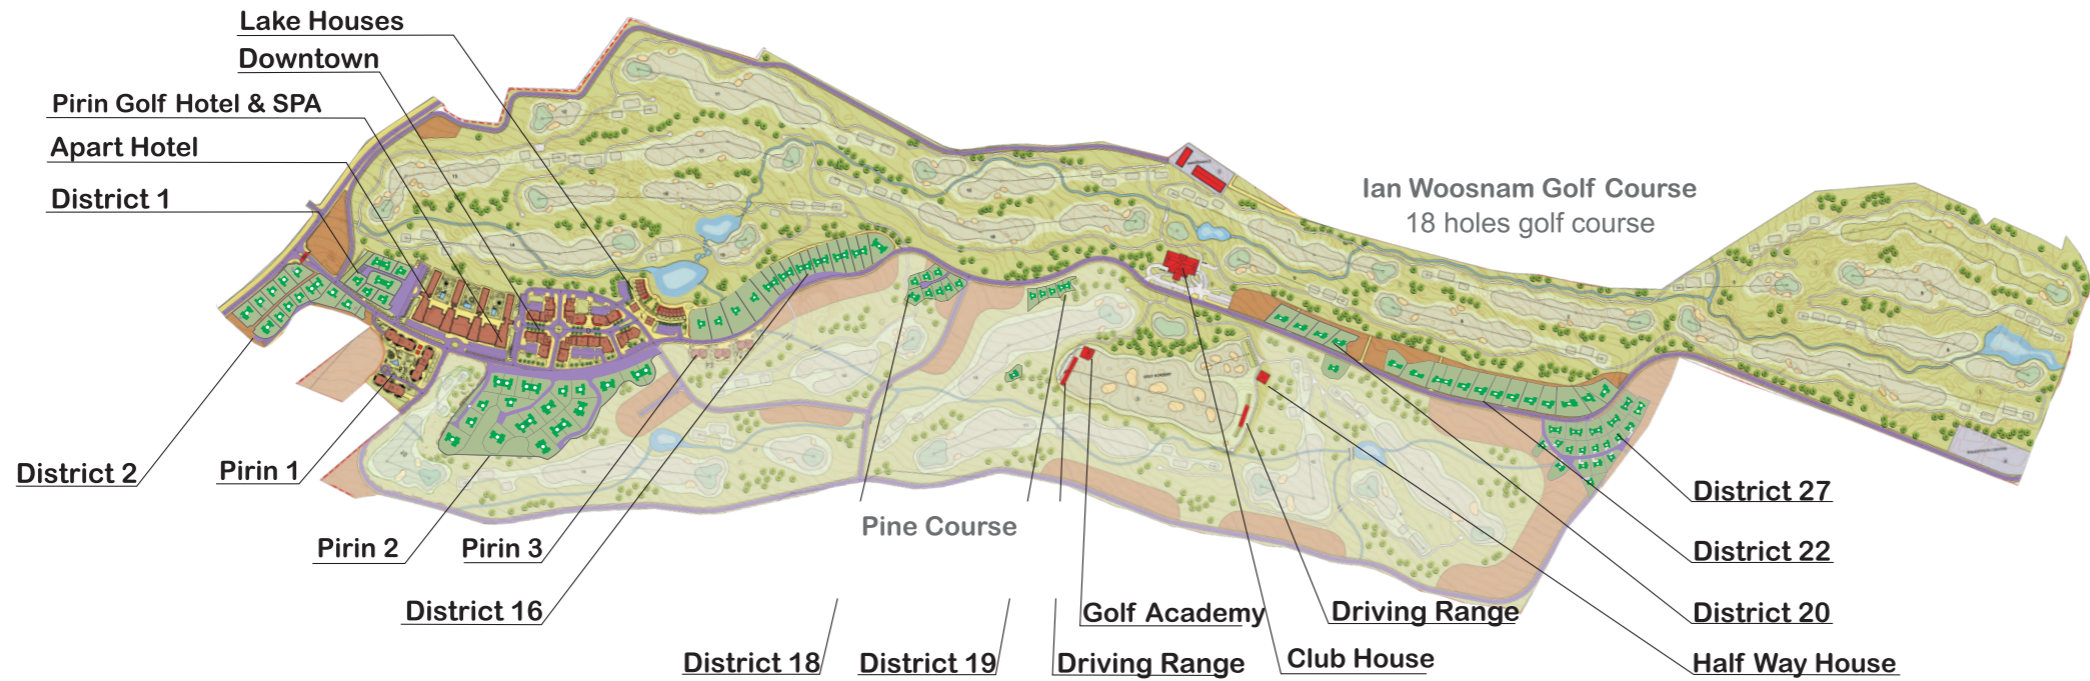 Lake Houses
Downtown
Pirin Golf Hotel & SPA
Apart Hotel
District 1
Ian Woosnam Golf Course
18 holes golf course
District 2
Pirin 1
Pirin 2
Pirin 3
District 16
Pine Course
District 18
District 19
Golf Academy
Driving Range
Driving Range
Club House
District 27
District 22
District 20
Half Way House